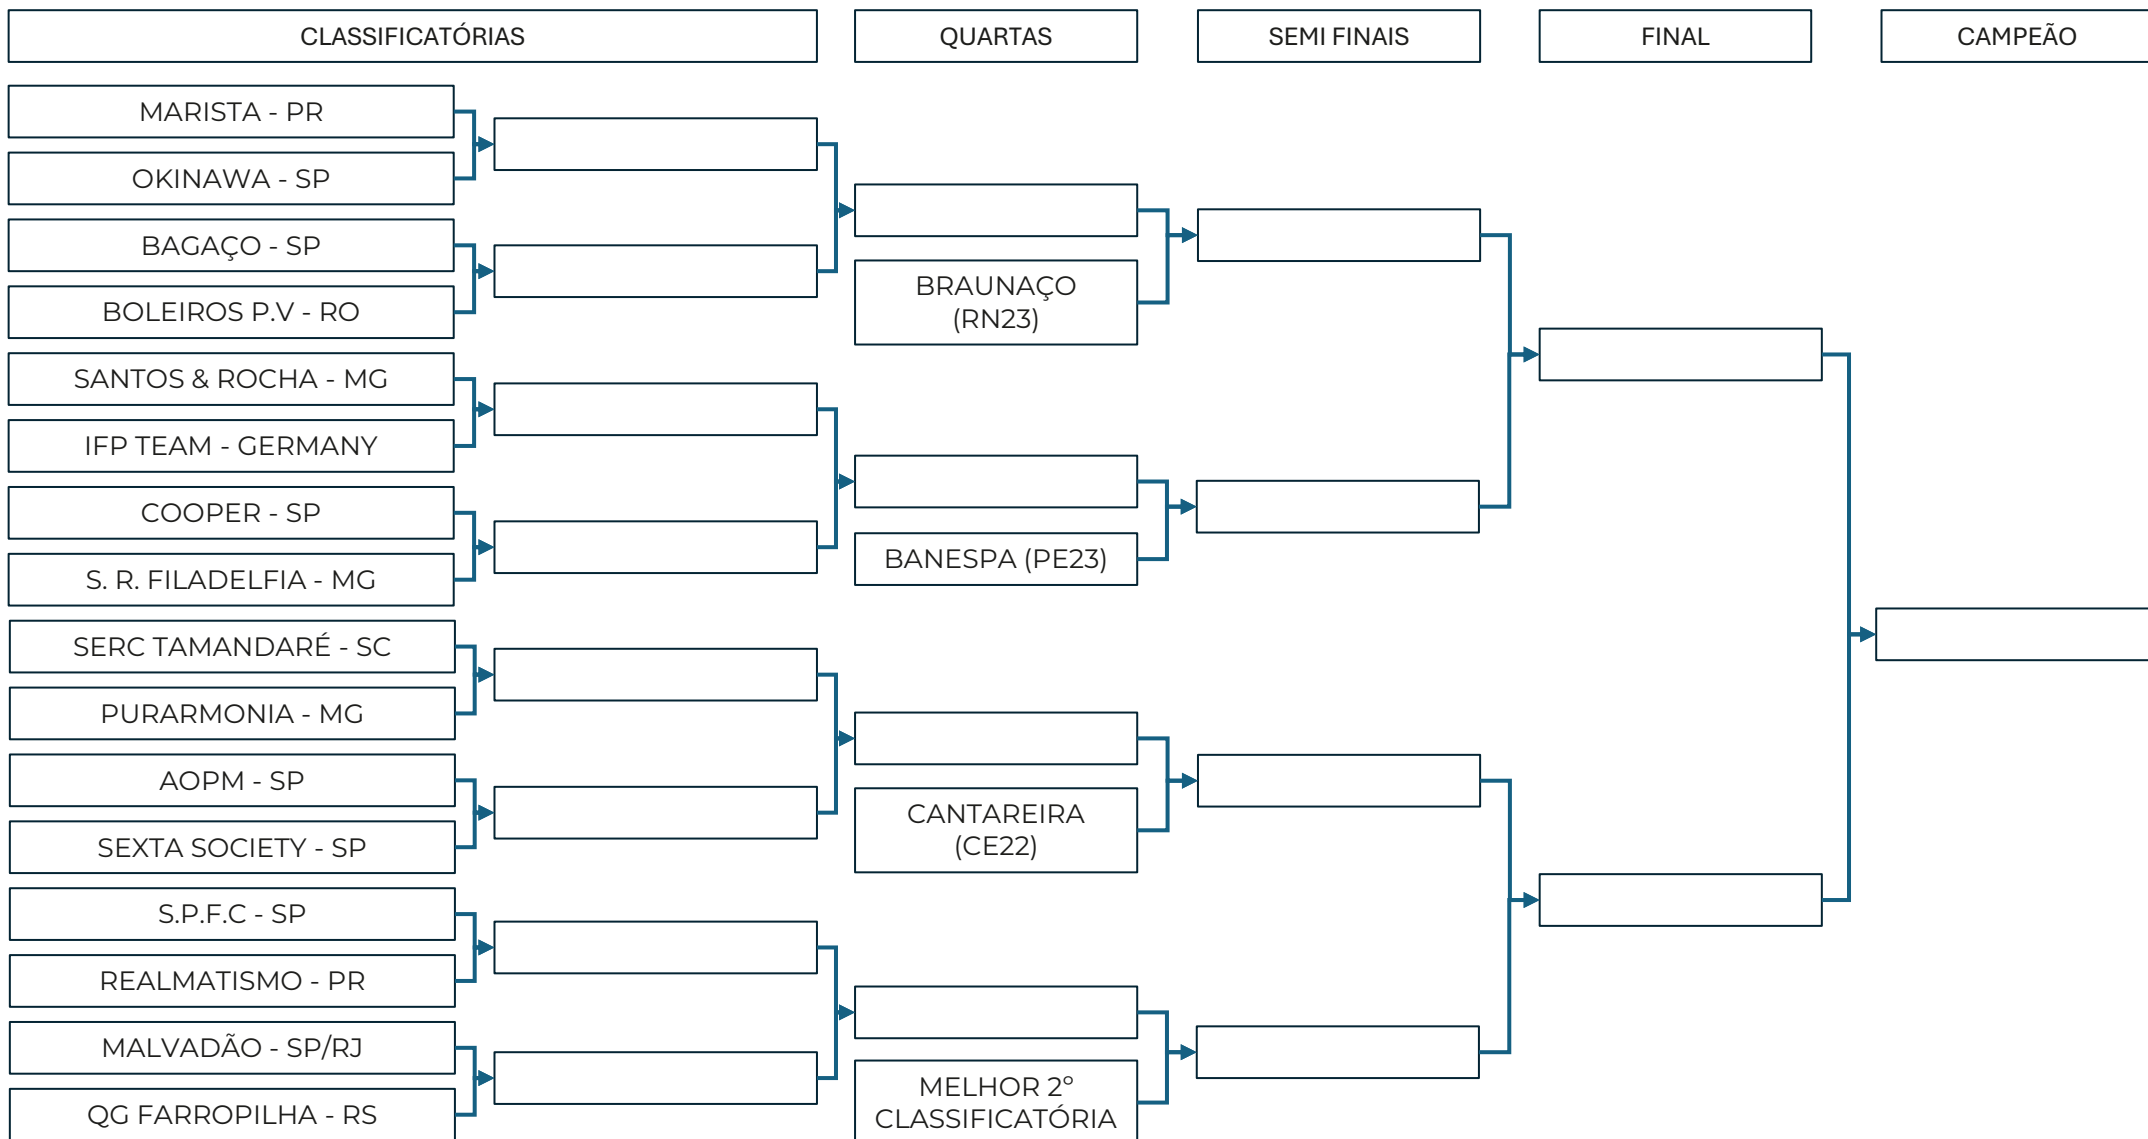 CLASSIFICATÓRIAS
QUARTAS
SEMI FINAIS
FINAL
CAMPEÃO
MARISTA - PR
OKINAWA - SP
BAGAÇO - SP
BOLEIROS P.V - RO
SANTOS & ROCHA - MG
IFP TEAM - GERMANY
COOPER - SP
S. R. FILADELFIA - MG
SERC TAMANDARÉ - SC
PURARMONIA - MG
AOPM - SP
SEXTA SOCIETY - SP
S.P.F.C - SP
REALMATISMO - PR
MALVADÃO - SP/RJ
QG FARROPILHA - RS
BRAUNAÇO
(RN23)
BANESPA (PE23)
CANTAREIRA
(CE22)
MELHOR 2º
CLASSIFICATÓRIA